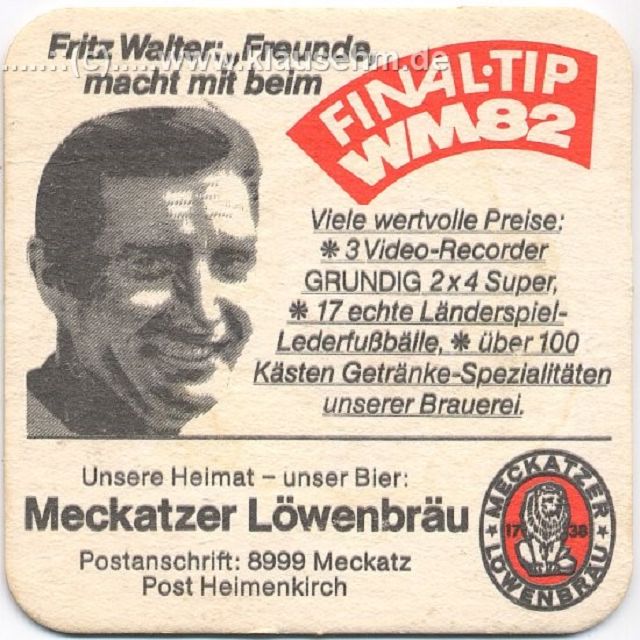 Fritz Walter: „Freunde,
.......(c)......www.klausehm.de
macht mit beim
FINAL·TIP
WM82
Viele wertvolle Preise:
✻ 3 Video-Recorder
GRUNDIG 2x4 Super,
✻ 17 echte Länderspiel-
Lederfußbälle, ✻ über 100
Kästen Getränke-Spezialitäten
unserer Brauerei.
Unsere Heimat – unser Bier:
Meckatzer Löwenbräu
Postanschrift: 8999 Meckatz
Post Heimenkirch
MECKATZER
17 38
LÖWENBRÄU